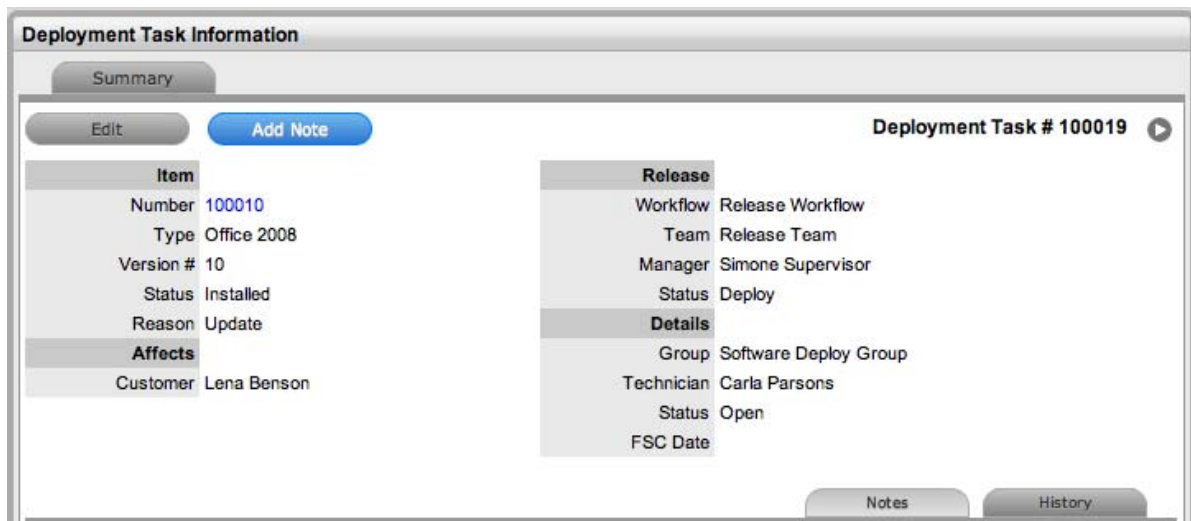 Deployment Task Information
Summary
Edit
Add Note
Deployment Task # 100019
Item
Number 100010
Type Office 2008
Version # 10
Status Installed
Reason Update
Affects
Customer Lena Benson
Release
Workflow Release Workflow
Team Release Team
Manager Simone Supervisor
Status Deploy
Details
Group Software Deploy Group
Technician Carla Parsons
Status Open
FSC Date
Notes
History